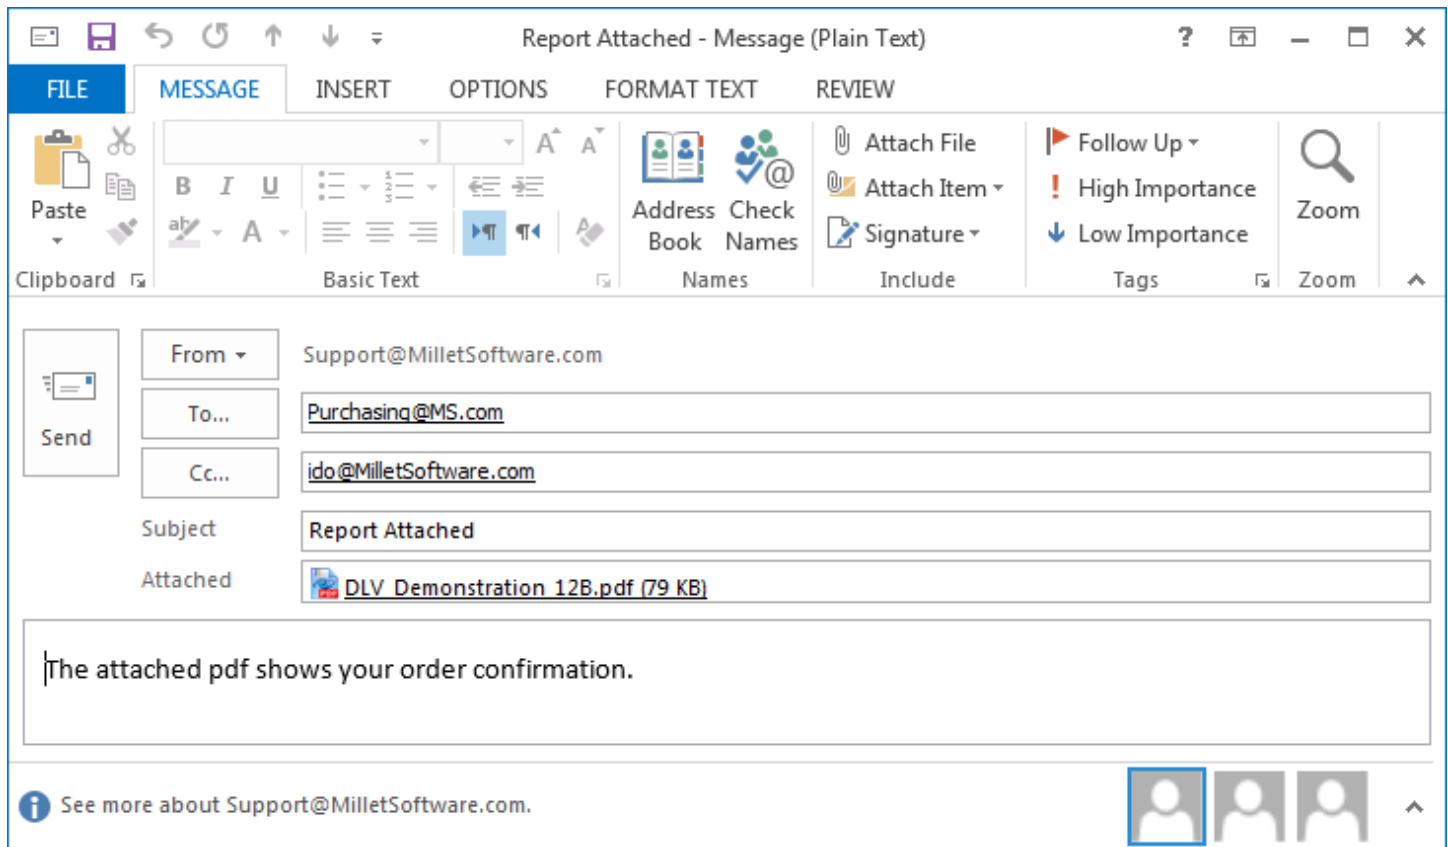 Report Attached - Message (Plain Text) ?
FILE MESSAGE INSERT OPTIONS FORMAT TEXT REVIEW
Paste
B I U
ab A
A A
Address Book
Check Names
Attach File
Attach Item
Signature
Follow Up
! High Importance
Low Importance
Zoom
Clipboard Basic Text Names Include Tags Zoom
Send
From Support@MilletSoftware.com
To... Purchasing@MS.com
Cc... ido@MilletSoftware.com
Subject Report Attached
Attached DLV_Demonstration_12B.pdf (79 KB)
The attached pdf shows your order confirmation.
See more about Support@MilletSoftware.com.